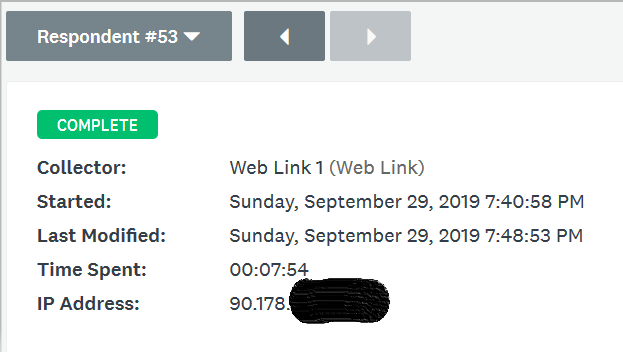 Respondent #53
COMPLETE
Collector: Web Link 1 (Web Link)
Started: Sunday, September 29, 2019 7:40:58 PM
Last Modified: Sunday, September 29, 2019 7:48:53 PM
Time Spent: 00:07:54
IP Address: 90.178.